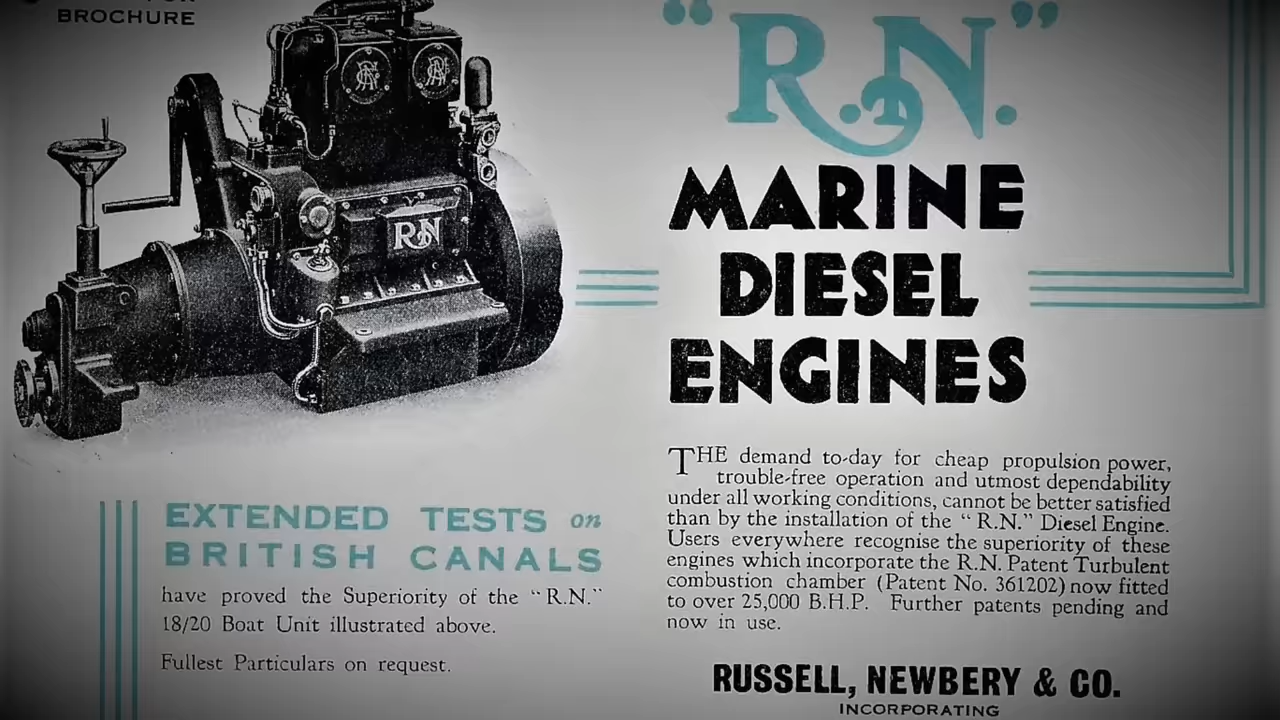 BROCHURE
RN
"R.N."
MARINE
DIESEL
ENGINES
THE demand to-day for cheap propulsion power,
trouble-free operation and utmost dependability
under all working conditions, cannot be better satisfied
than by the installation of the "R.N." Diesel Engine.
Users everywhere recognise the superiority of these
engines which incorporate the R.N. Patent Turbulent
combustion chamber (Patent No. 361202) now fitted
to over 25,000 B.H.P. Further patents pending and
now in use.
EXTENDED TESTS on
BRITISH CANALS
have proved the Superiority of the "R.N."
18/20 Boat Unit illustrated above.
Fullest Particulars on request.
RUSSELL, NEWBERY & CO.
INCORPORATING